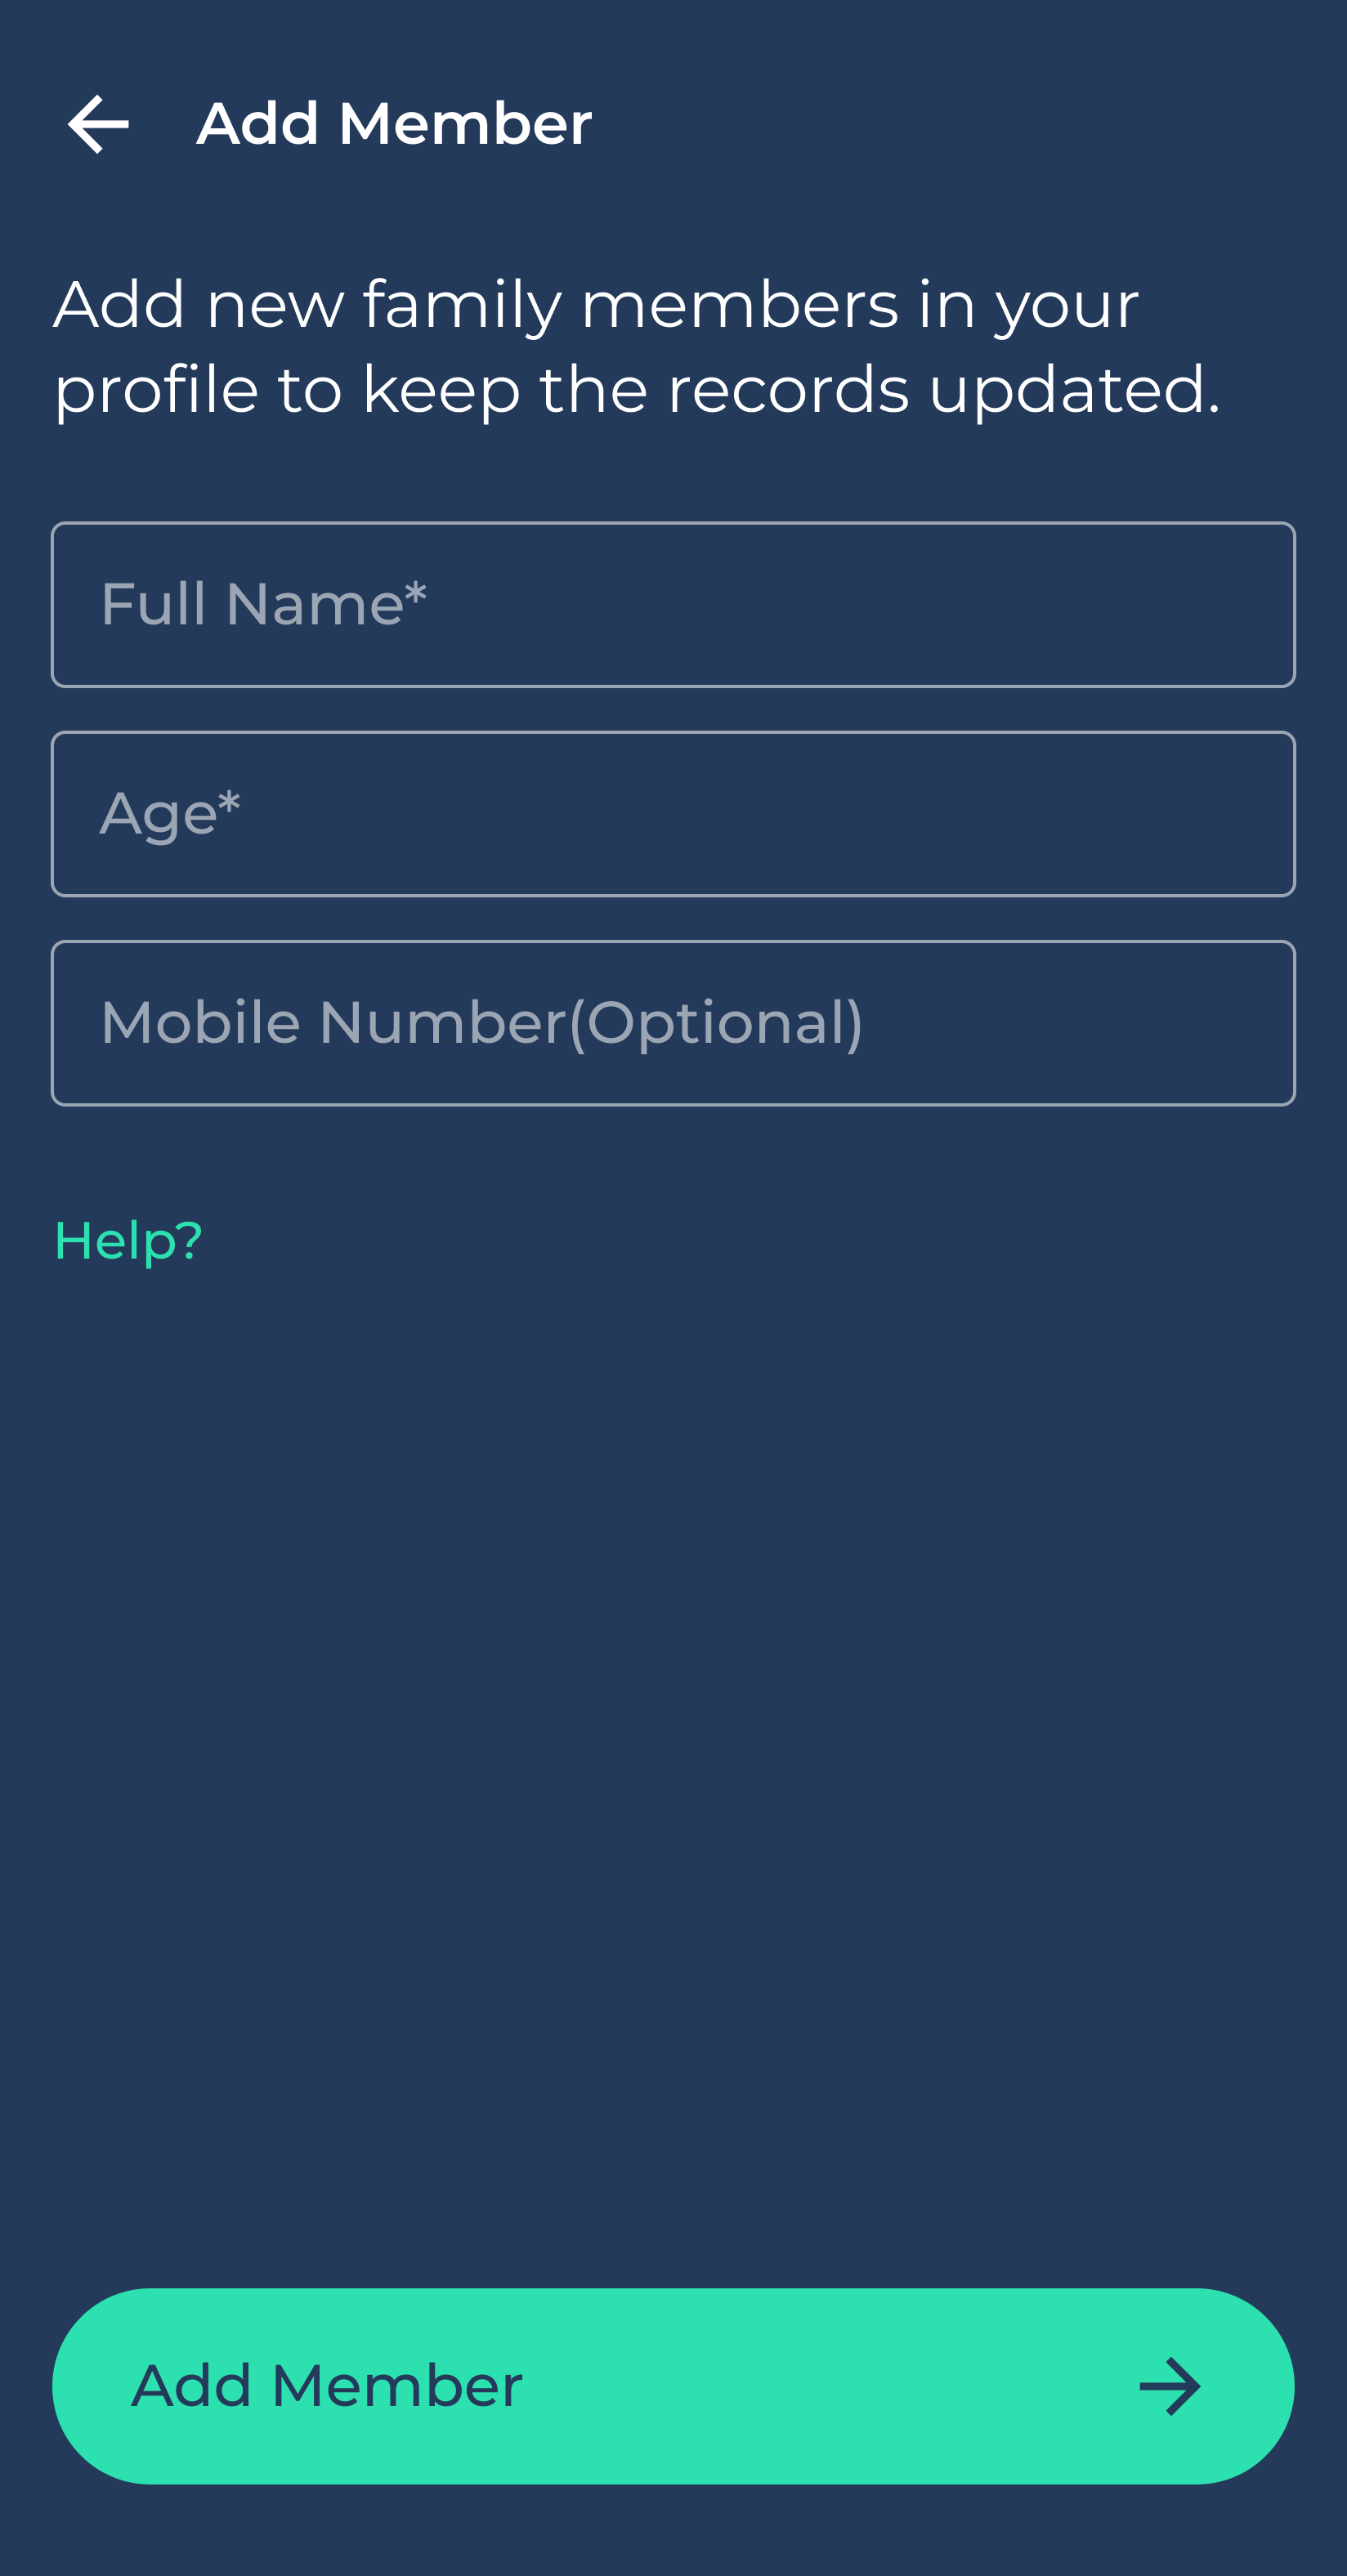 Add Member
Add new family members in your
profile to keep the records updated.
Full Name*
Age*
Mobile Number(Optional)
Help?
Add Member